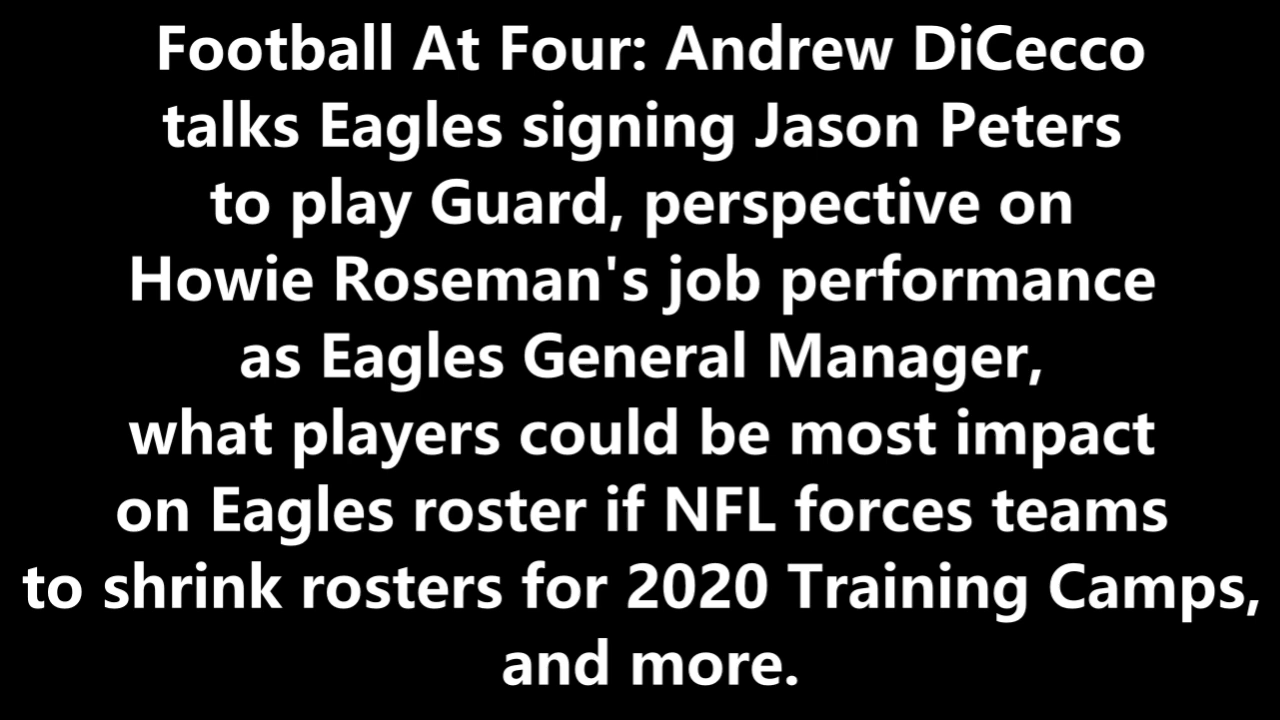 Football At Four: Andrew DiCecco
talks Eagles signing Jason Peters
to play Guard, perspective on
Howie Roseman's job performance
as Eagles General Manager,
what players could be most impact
on Eagles roster if NFL forces teams
to shrink rosters for 2020 Training Camps,
and more.